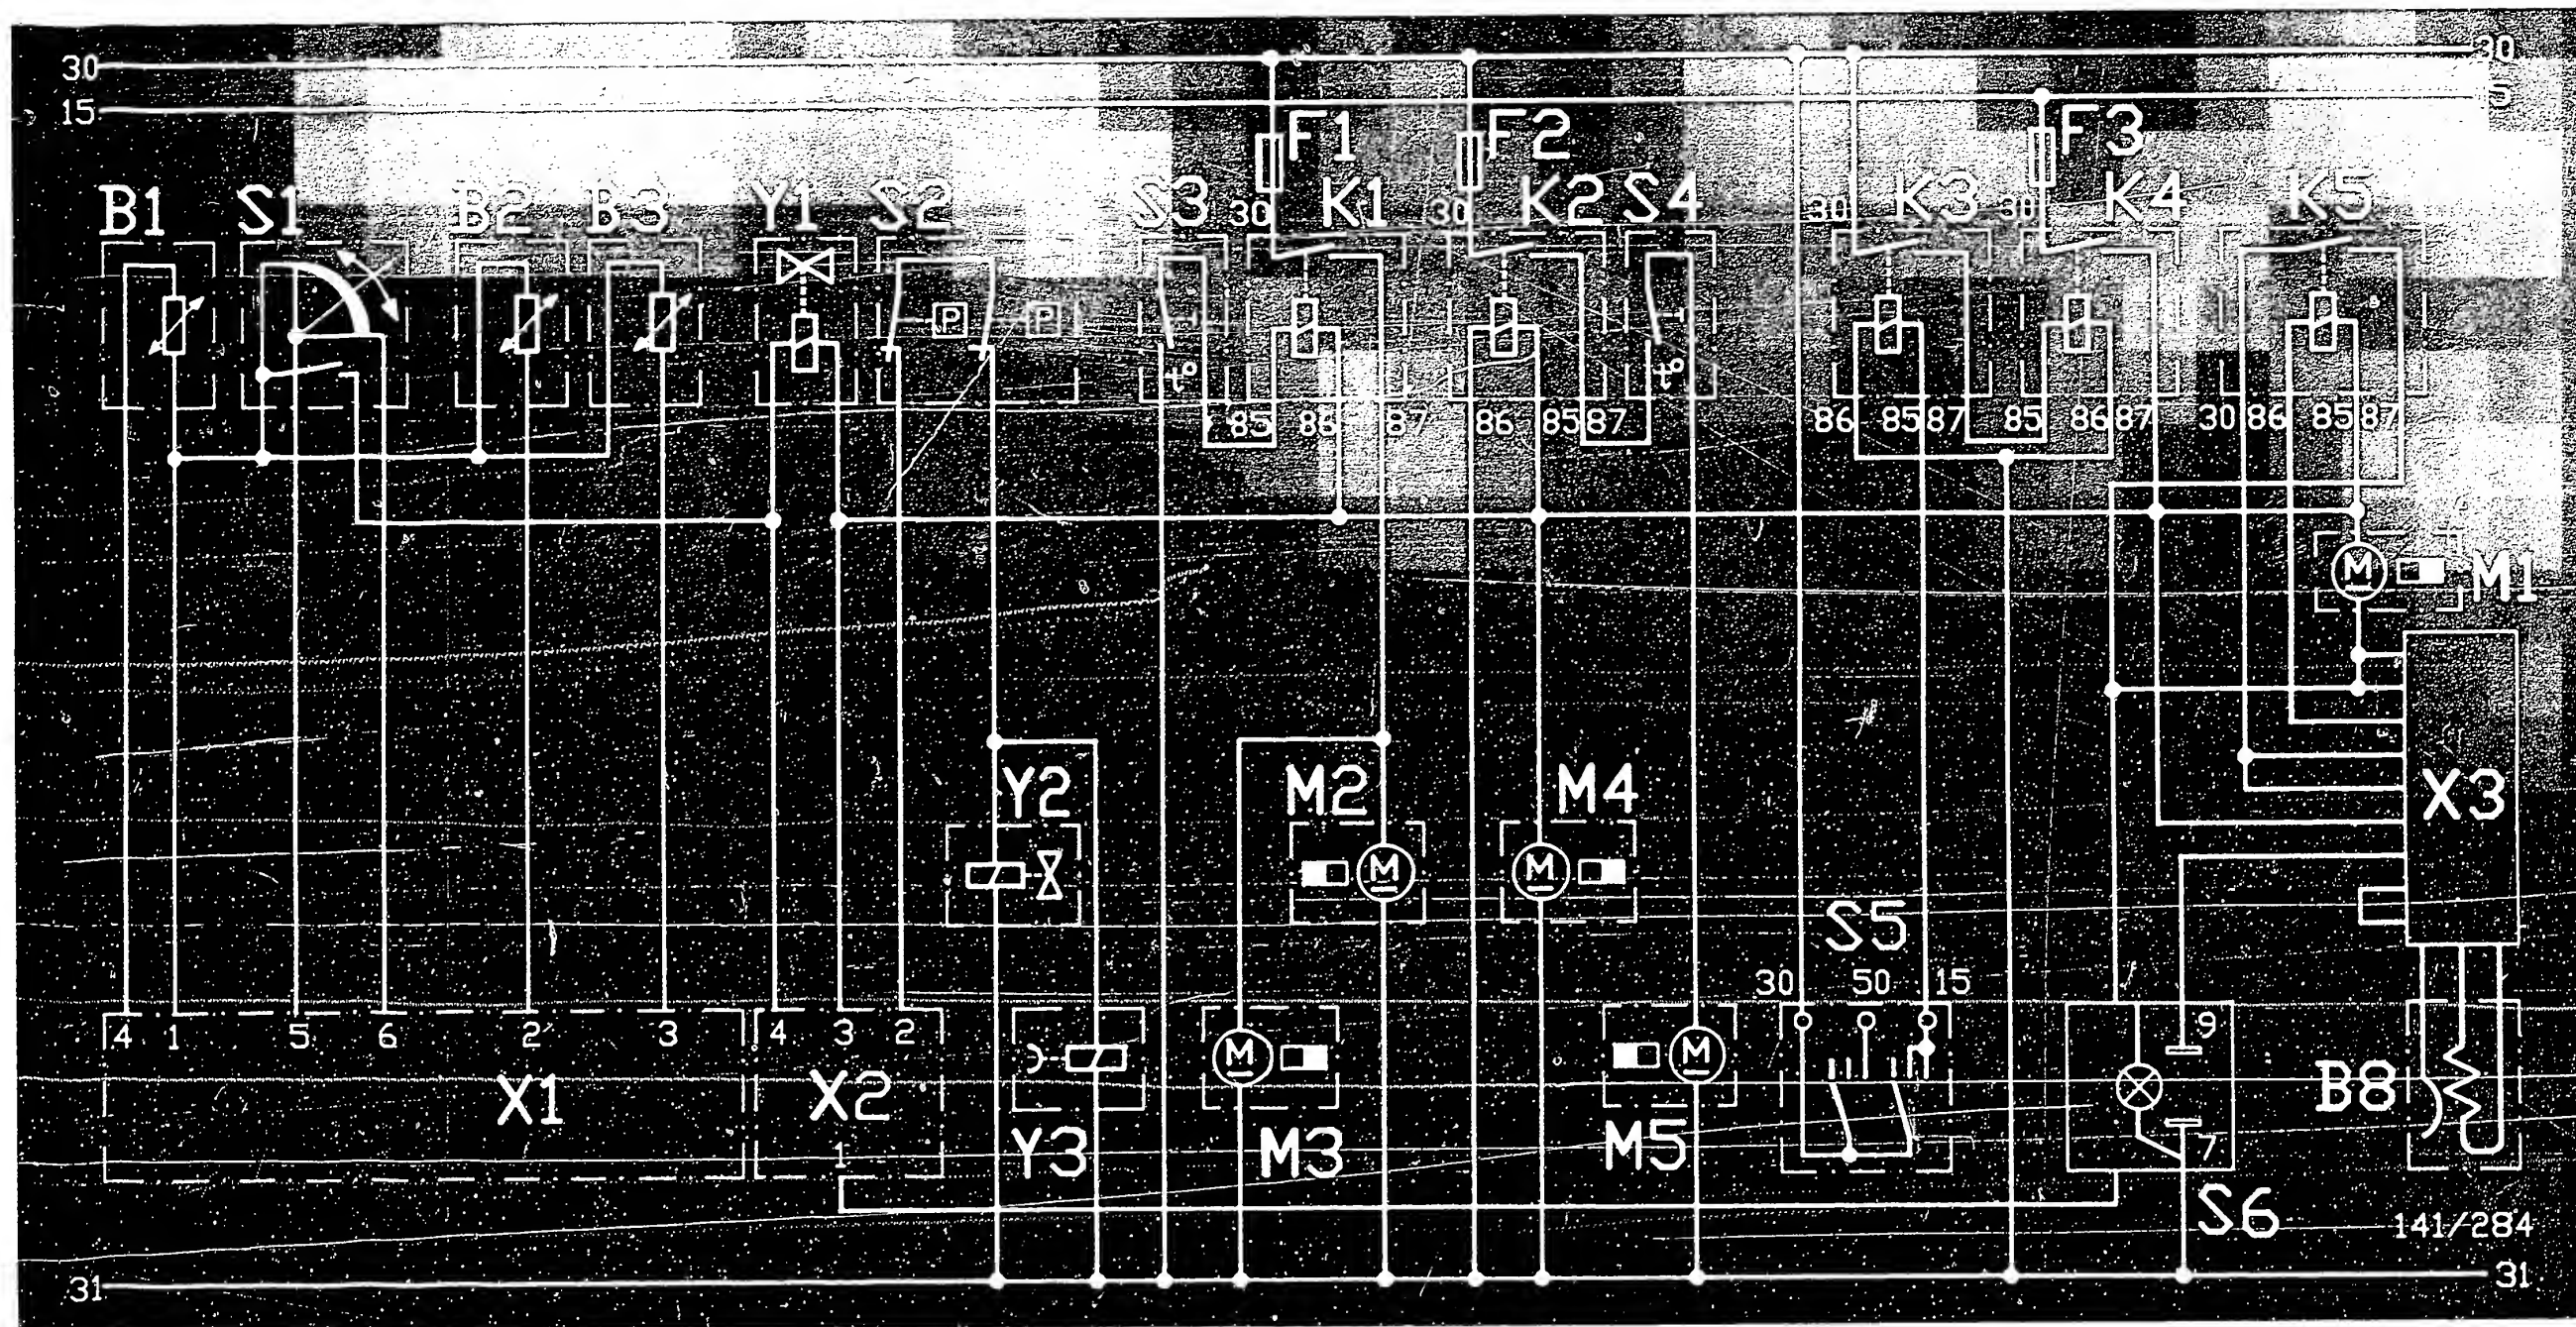 30 30
15
B1 S1 B2 B3 Y1 S2 S3 30 F1 K1 30 F2 K2 S4 30 K3 30 F3 K4 K5
P P
t° t°
85 86 87 86 85 87 86 85 87 85 86 87 30 86 85 87
M M1
Y2 M2 M4 X3
M M
S5
30 50 15
4 1 5 6 2 3 4 3 2 9
M M
X1 X2 B8
1 Y3 M3 M5 7
S6
141/284
31 31